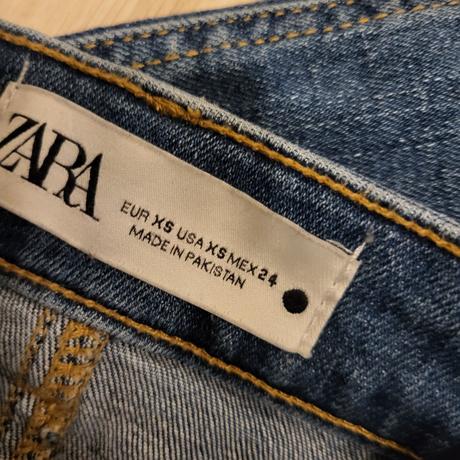 ZARA
EUR XS USA XS MEX 24
MADE IN PAKISTAN